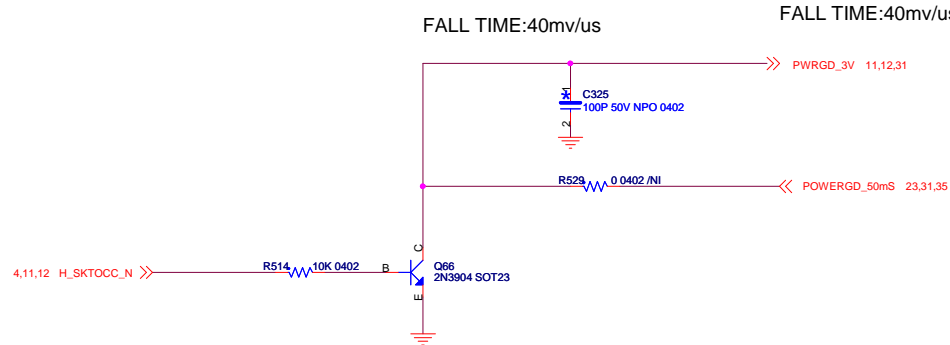 FALL TIME:40mv/us
FALL TIME:40mv/us
PWRGD_3V 11,12,31
1
C325
100P 50V NPO 0402
2
R529 0 0402 /NI
POWERGD_50mS 23,31,35
C
4,11,12 H_SKTOCC_N
R514 10K 0402
B
Q66
2N3904 SOT23
E